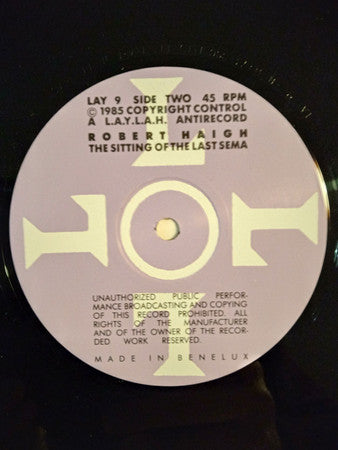 LAY 9 SIDE TWO 45 RPM
© 1985 COPYRIGHT CONTROL
A L.A.Y.L.A.H. ANTIRECORD
ROBERT HAIGH
THE SITTING OF THE LAST SEMA
L
L O L
L
UNAUTHORIZED PUBLIC PERFOR-
MANCE BROADCASTING AND COPYING
OF THIS RECORD PROHIBITED. ALL
RIGHTS OF THE MANUFACTURER
AND OF THE OWNER OF THE RECOR-
DED WORK RESERVED.
MADE IN BENELUX